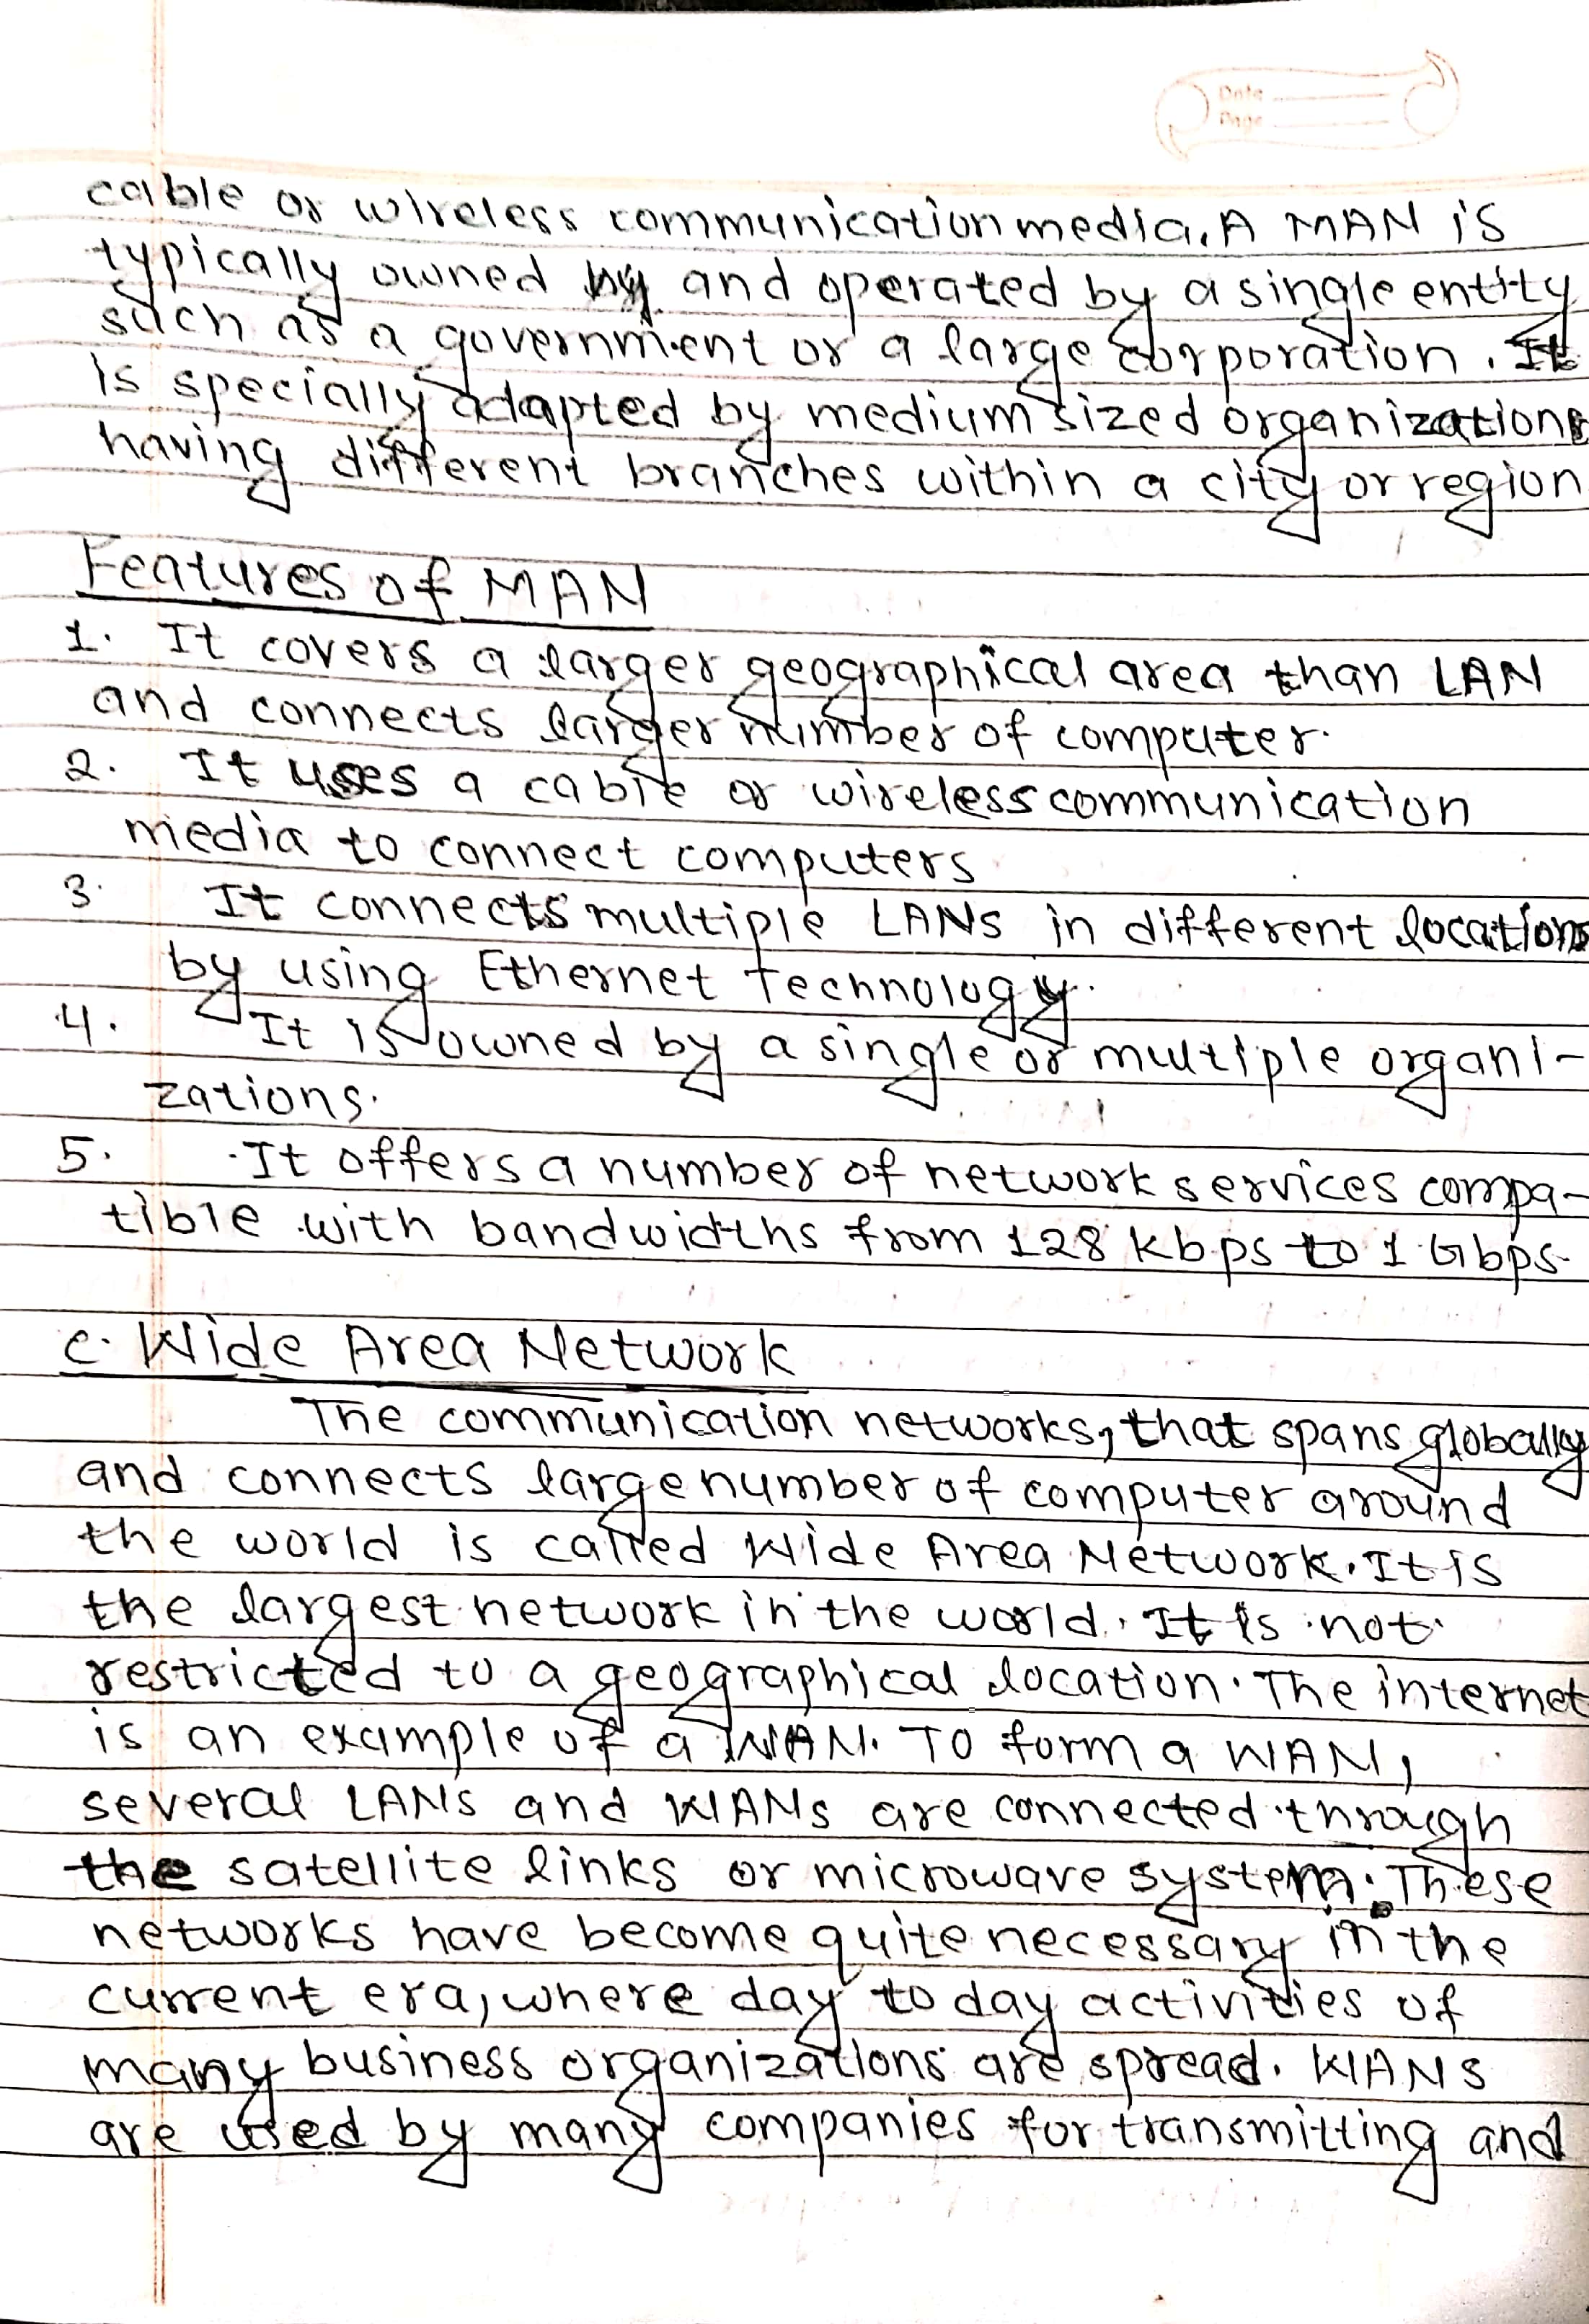 Date
Page
cable or wireless communication media. A MAN is
typically owned by and operated by a single entity
such as a government or a large corporation. It
is specially adapted by medium sized organizations
having different branches within a city or region
Features of MAN
1. It covers a larger geographical area than LAN
and connects larger number of computer.
2. It uses a cable or wireless communication
media to connect computers
3. It connects multiple LANs in different locations
by using Ethernet Technology.
4. It is owned by a single or multiple organi-
zations.
5. It offers a number of network services compa-
tible with bandwidths from 128 kbps to 1 Gbps.
c. Wide Area Network
The communication networks, that spans globally
and connects large number of computer around
the world is called Wide Area Network. It is
the largest network in the world. It is not
restricted to a geographical location. The internet
is an example of a WAN. To form a WAN,
several LANs and WANs are connected through
the satellite links or microwave system. These
networks have become quite necessary in the
current era, where day to day activities of
many business organizations are spread. WANs
are used by many companies for transmitting and